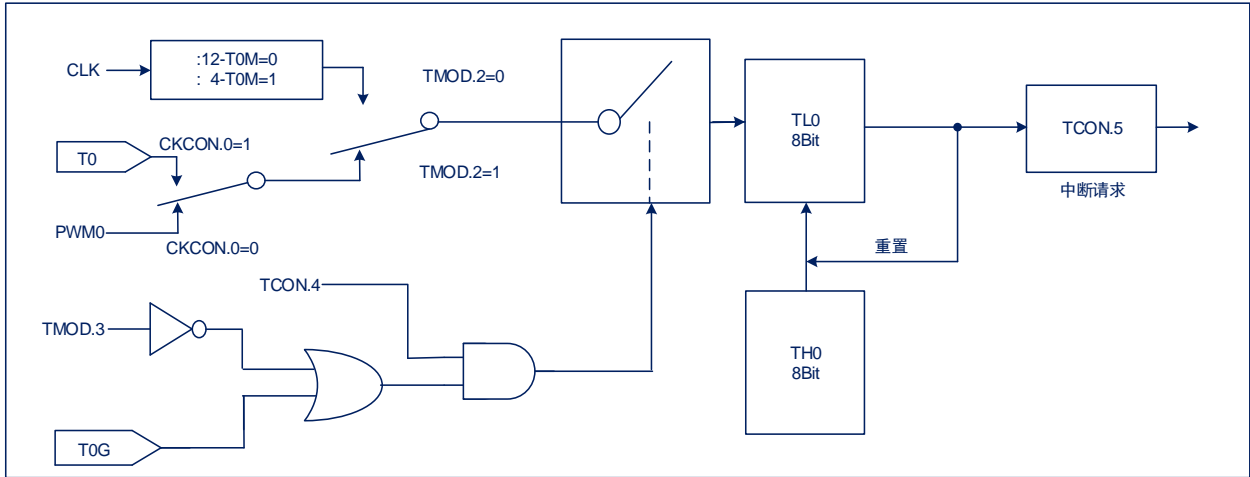 CLK
:12-T0M=0
: 4-T0M=1
TMOD.2=0
T0
CKCON.0=1
TMOD.2=1
PWM0
CKCON.0=0
TL0
8Bit
TCON.5
中断请求
重置
TCON.4
TMOD.3
TH0
8Bit
T0G